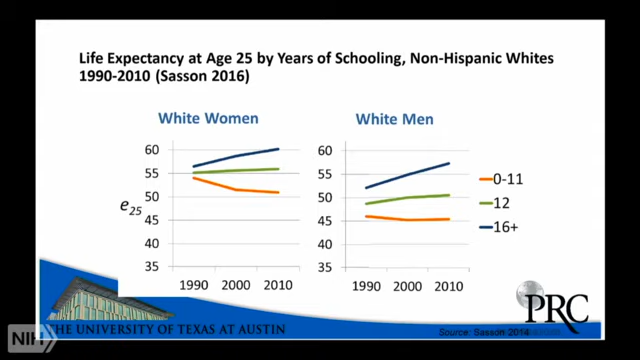 Life Expectancy at Age 25 by Years of Schooling, Non-Hispanic Whites
1990-2010 (Sasson 2016)
White Women
White Men
60
55
50
45
40
35
e25
1990 2000 2010
60
55
50
45
40
35
1990 2000 2010
0-11
12
16+
PRC
NIH
THE UNIVERSITY OF TEXAS AT AUSTIN
Source: Sasson 2014